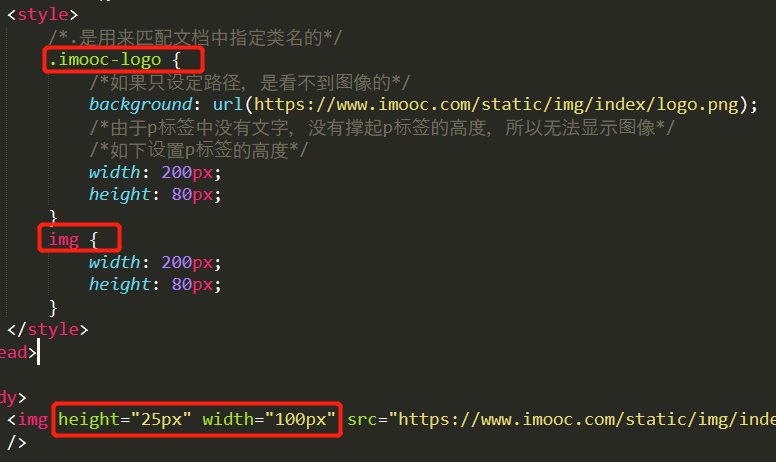 <style>
/*.是用来匹配文档中指定类名的*/
.imooc-logo {
/*如果只设定路径, 是看不到图像的*/
background: url(https://www.imooc.com/static/img/index/logo.png);
/*由于p标签中没有文字, 没有撑起p标签的高度, 所以无法显示图像*/
/*如下设置p标签的高度*/
width: 200px;
height: 80px;
}
img {
width: 200px;
height: 80px;
}
</style>
ead>
dy>
<img height="25px" width="100px" src="https://www.imooc.com/static/img/inde
/>